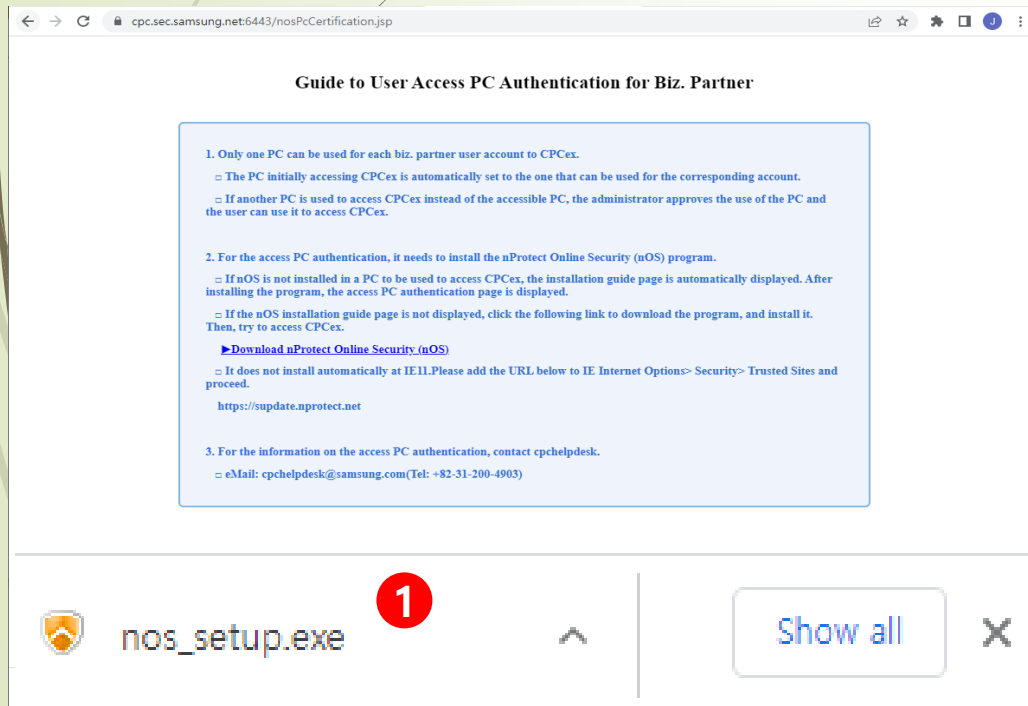 cpc.sec.samsung.net:6443/nosPcCertification.jsp
J
Guide to User Access PC Authentication for Biz. Partner
1. Only one PC can be used for each biz. partner user account to CPCex.
□ The PC initially accessing CPCex is automatically set to the one that can be used for the corresponding account.
□ If another PC is used to access CPCex instead of the accessible PC, the administrator approves the use of the PC and
the user can use it to access CPCex.
2. For the access PC authentication, it needs to install the nProtect Online Security (nOS) program.
□ If nOS is not installed in a PC to be used to access CPCex, the installation guide page is automatically displayed. After
installing the program, the access PC authentication page is displayed.
□ If the nOS installation guide page is not displayed, click the following link to download the program, and install it.
Then, try to access CPCex.
▶Download nProtect Online Security (nOS)
□ It does not install automatically at IE11.Please add the URL below to IE Internet Options> Security> Trusted Sites and
proceed.
https://supdate.nprotect.net
3. For the information on the access PC authentication, contact cpchelpdesk.
□ eMail: cpchelpdesk@samsung.com(Tel: +82-31-200-4903)
1
nos_setup.exe
Show all